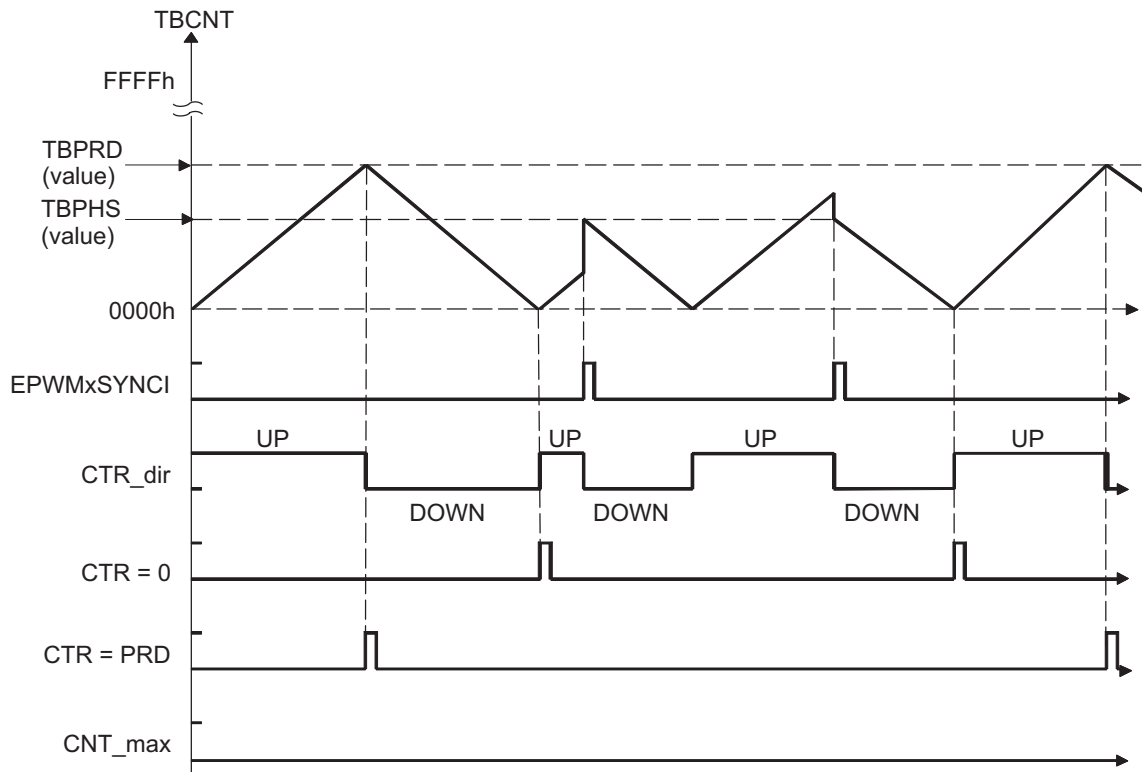 TBCNT
FFFFh
TBPRD
(value)
TBPHS
(value)
0000h
EPWMxSYNCI
UP
UP
UP
UP
CTR_dir
DOWN
DOWN
DOWN
CTR = 0
CTR = PRD
CNT_max